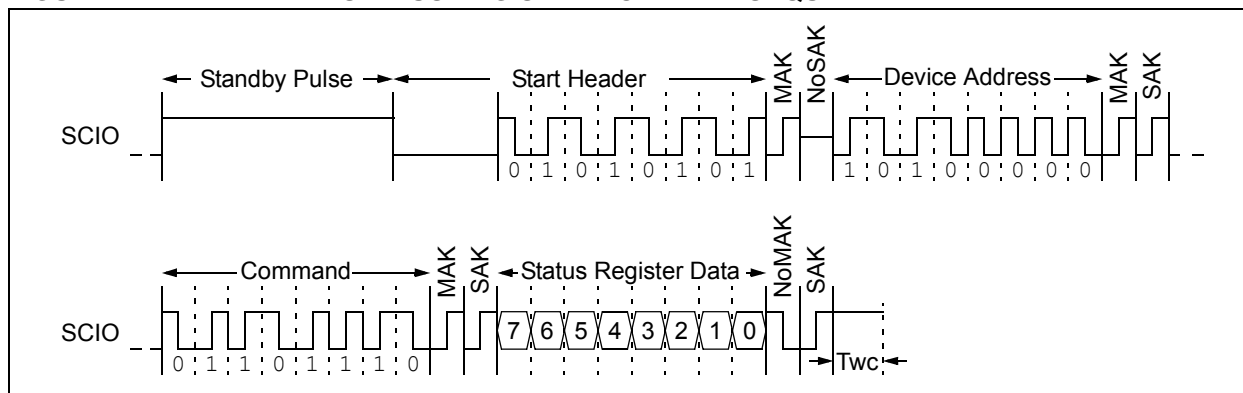 Standby Pulse Start Header MAK NoSAK Device Address MAK SAK
SCIO
0 1 0 1 0 1 0 1 1 0 1 0 0 0 0 0
Command MAK SAK Status Register Data NoMAK SAK
SCIO 7 6 5 4 3 2 1 0
0 1 1 0 1 1 1 0 Twc